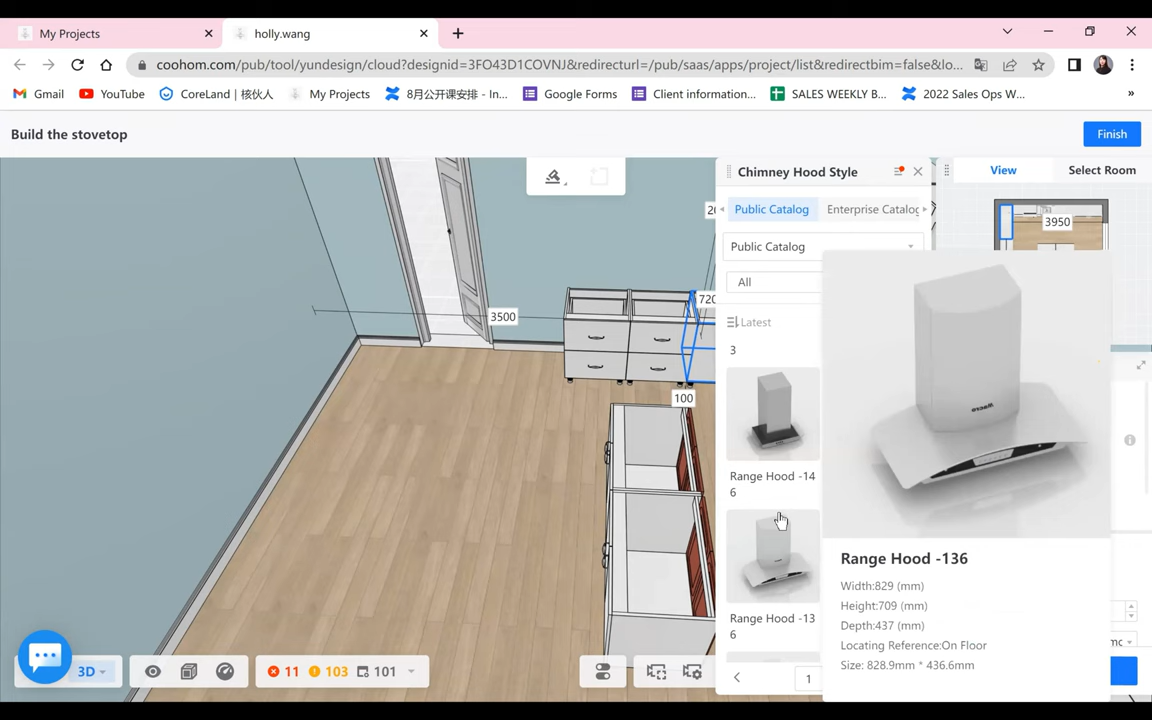 My Projects
holly.wang
coohom.com/pub/tool/yundesign/cloud?designid=3FO43D1COVNJ&redirecturl=/pub/saas/apps/project/list&redirectbim=false&lo...
Gmail
YouTube
CoreLand | 核伙人
My Projects
8月公开课安排 - In...
Google Forms
Client information...
SALES WEEKLY B...
2022 Sales Ops W...
»
Build the stovetop
Finish
Chimney Hood Style
View
Select Room
Public Catalog
Enterprise Catalog
3950
Public Catalog
All
Latest
3
3500
720
100
Range Hood -14
6
Range Hood -13
6
Range Hood -136
Width:829 (mm)
Height:709 (mm)
Depth:437 (mm)
Locating Reference:On Floor
Size: 828.9mm * 436.6mm
3D
11
103
101
1